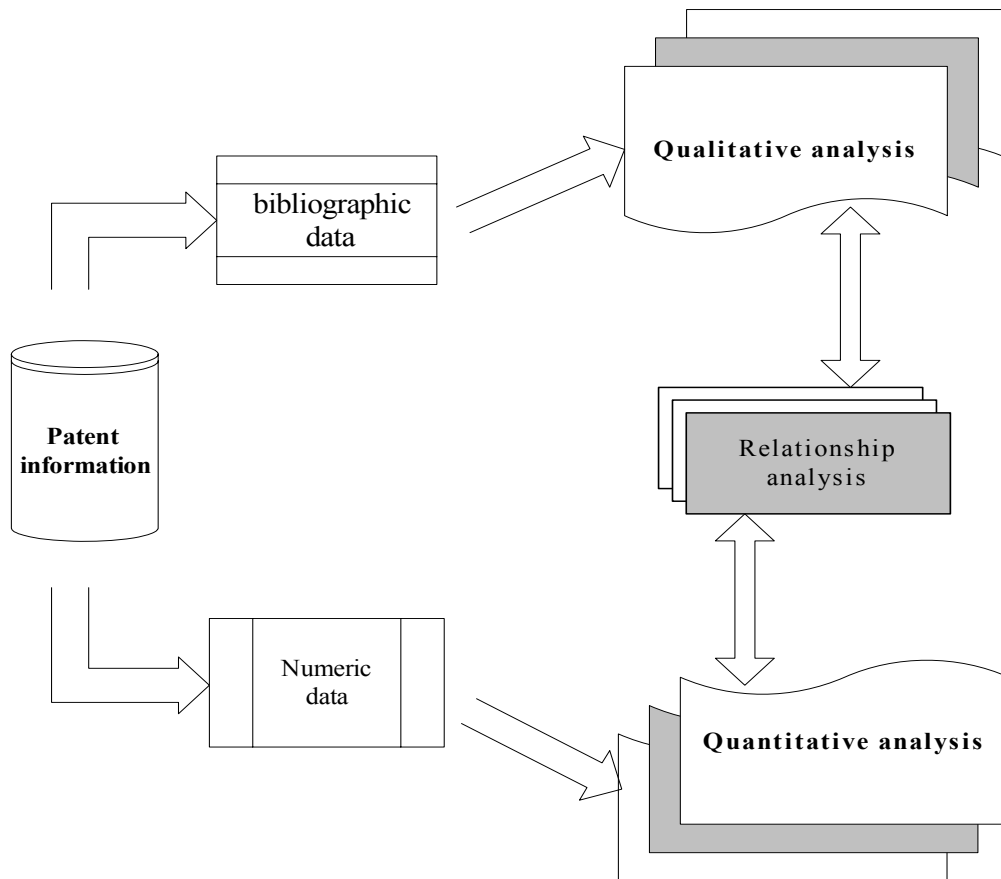 Qualitative analysis
bibliographic
data
Patent
information
Relationship
analysis
Numeric
data
Quantitative analysis